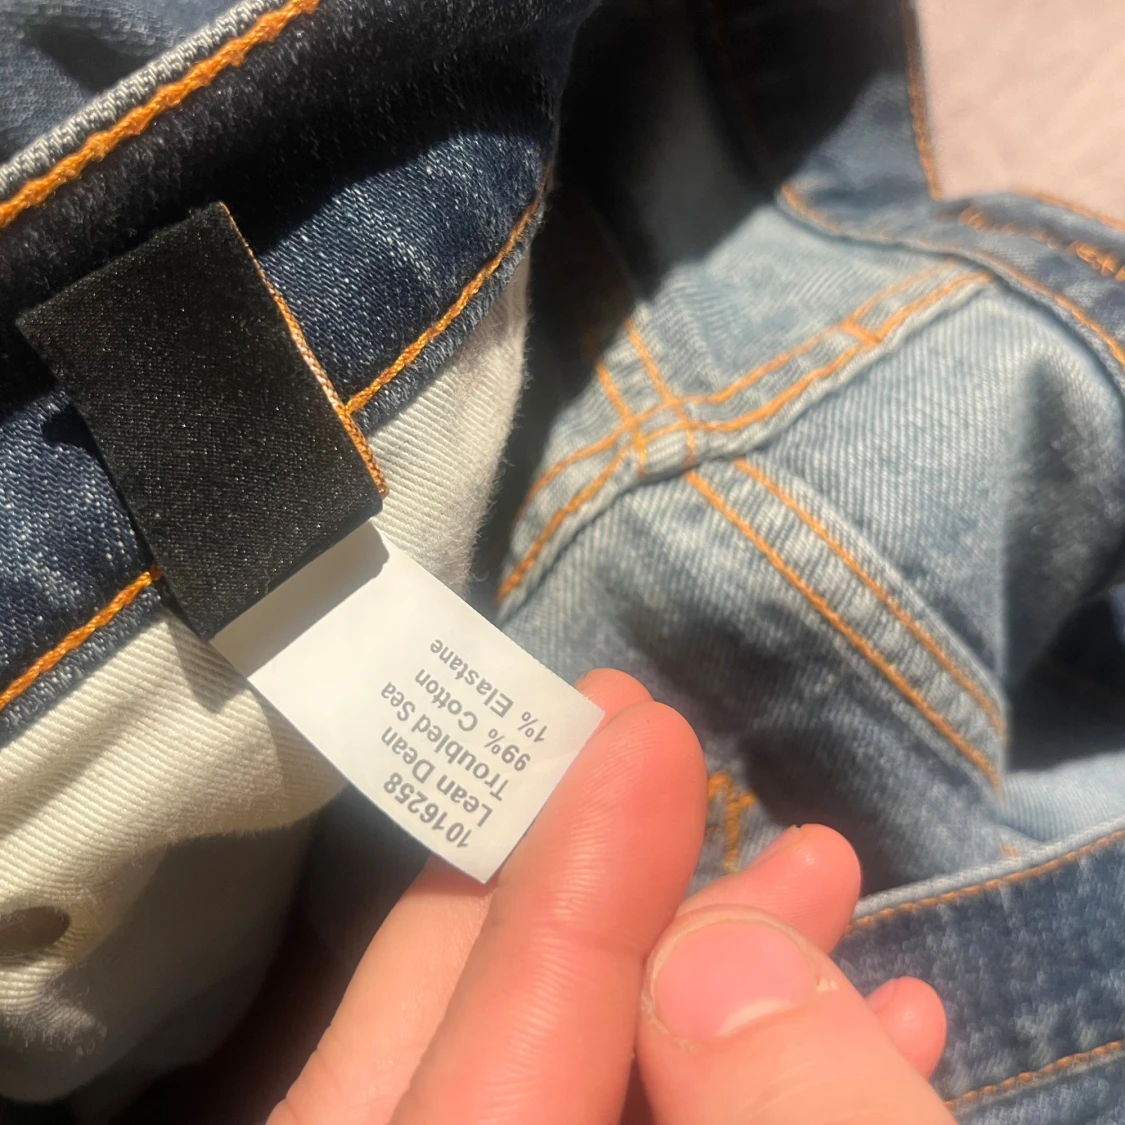 1016258
Lean Dean
Troubled Sea
99% Cotton
1% Elastane